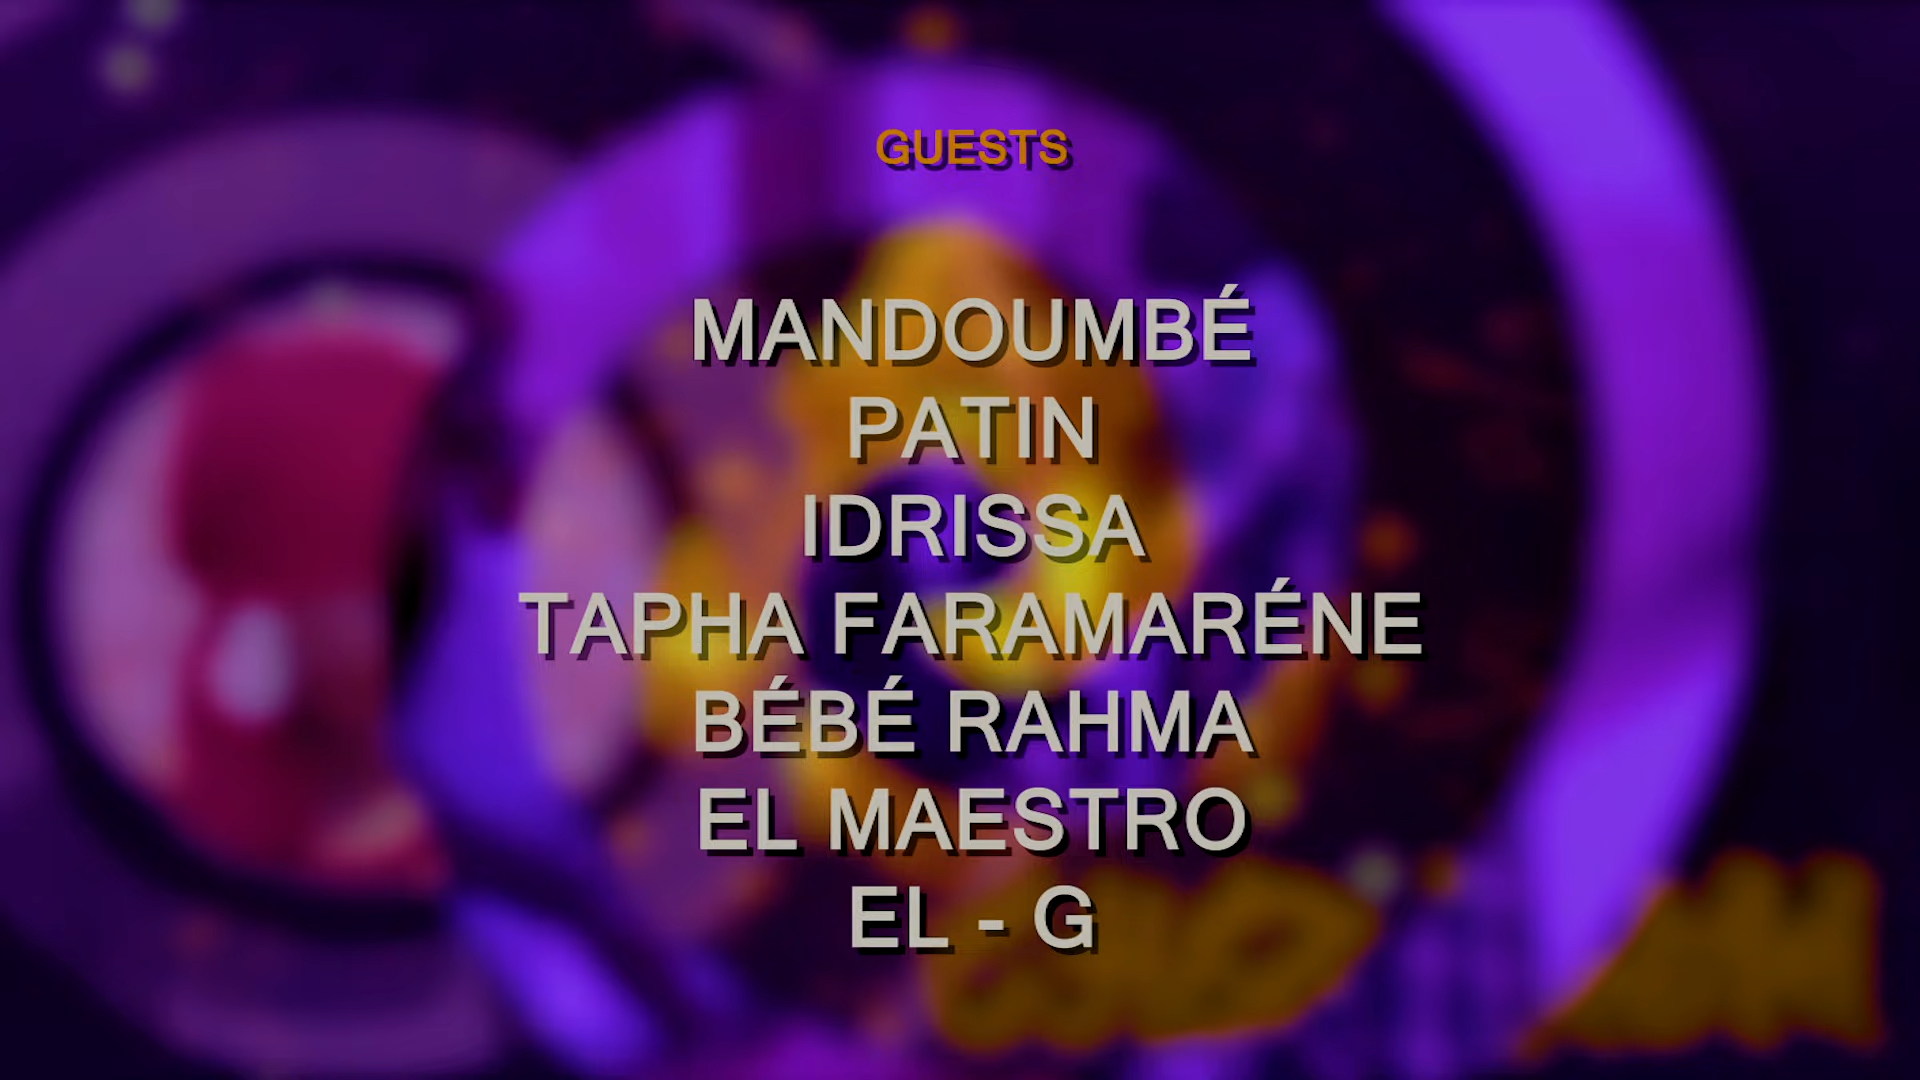 GUESTS
MANDOUMBÉ
PATIN
IDRISSA
TAPHA FARAMARÉNE
BÉBÉ RAHMA
EL MAESTRO
EL - G